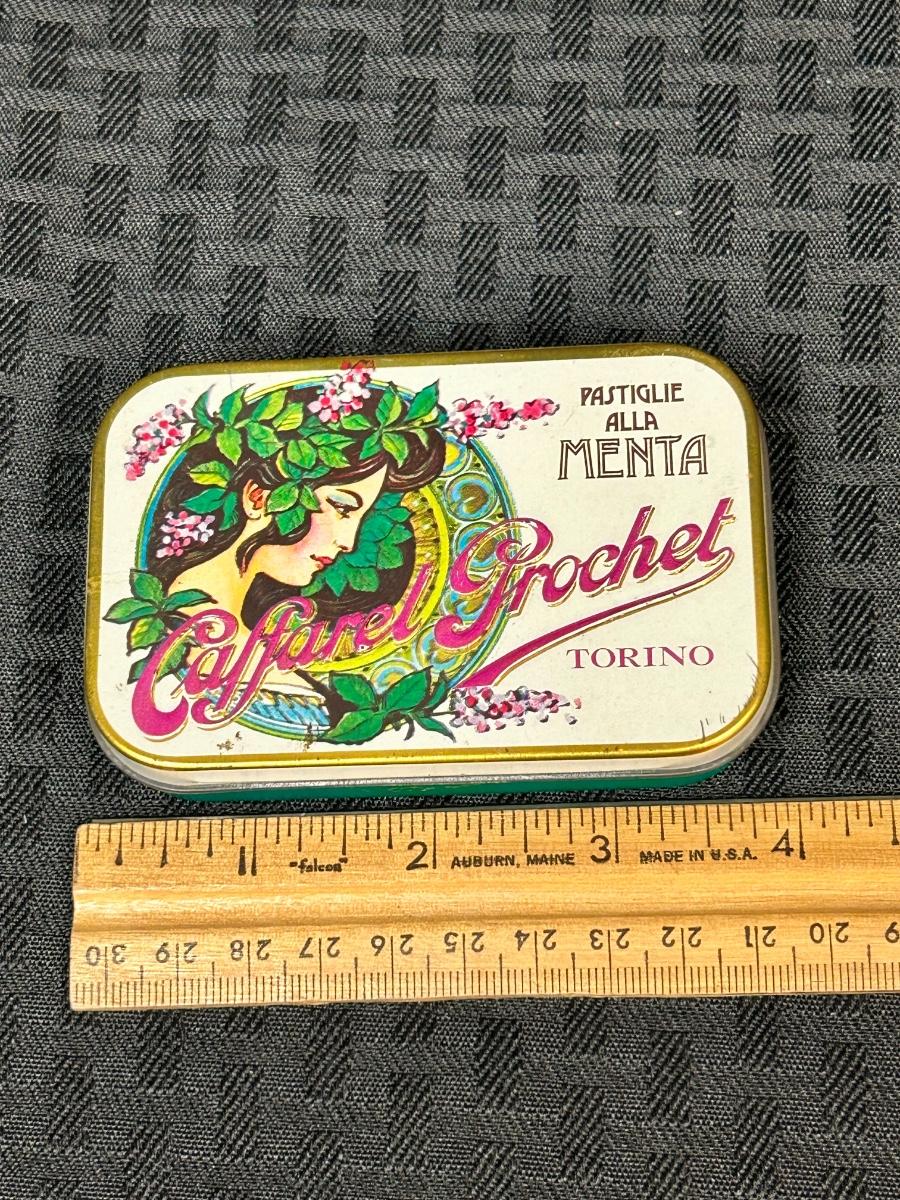 PASTIGLIE
ALLA
MENTA
Caffarel Prochet
TORINO
1 "falcon" 2 AUBURN, MAINE 3 MADE IN U.S.A. 4
30 29 28 27 26 25 24 23 22 21 20 19